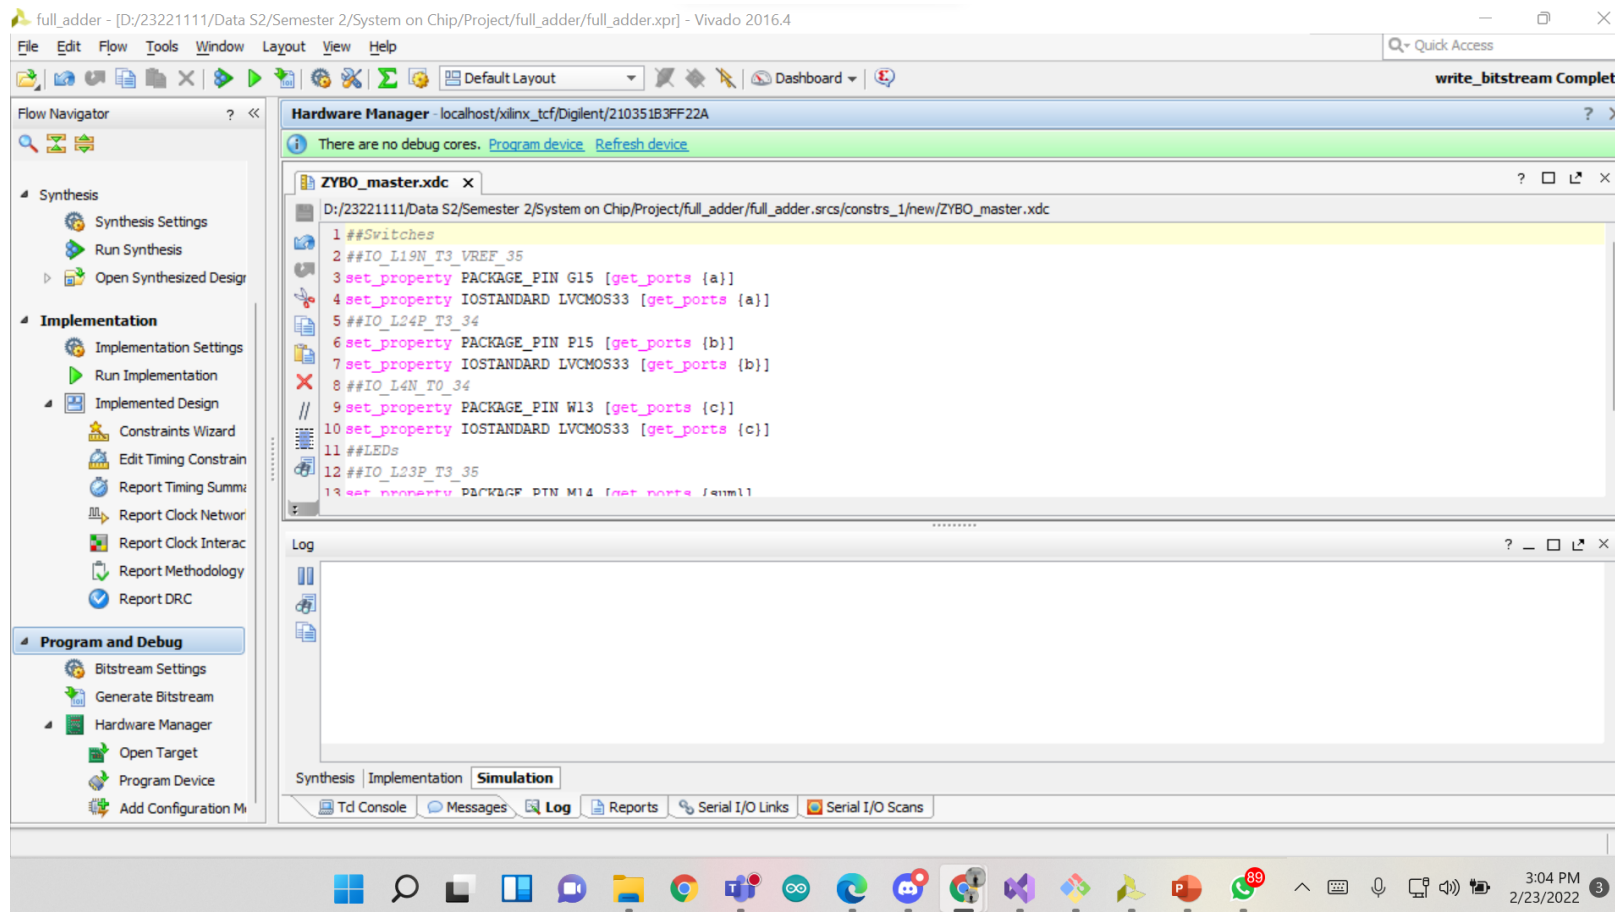 full_adder - [D:/23221111/Data S2/Semester 2/System on Chip/Project/full_adder/full_adder.xpr] - Vivado 2016.4
File Edit Flow Tools Window Layout View Help
Quick Access
Default Layout
Dashboard
write_bitstream Complet
Flow Navigator
? «
Hardware Manager - localhost/xilinx_tcf/Digilent/210351B3FF22A
There are no debug cores. Program device Refresh device
Synthesis
Synthesis Settings
Run Synthesis
Open Synthesized Desigr
Implementation
Implementation Settings
Run Implementation
Implemented Design
Constraints Wizard
Edit Timing Constrain
Report Timing Summa
Report Clock Networ
Report Clock Interac
Report Methodology
Report DRC
Program and Debug
Bitstream Settings
Generate Bitstream
Hardware Manager
Open Target
Program Device
Add Configuration Me
ZYBO_master.xdc
D:/23221111/Data S2/Semester 2/System on Chip/Project/full_adder/full_adder.srcs/constrs_1/new/ZYBO_master.xdc
1 ##Switches
2 ##IO_L19N_T3_VREF_35
3 set_property PACKAGE_PIN G15 [get_ports {a}]
4 set_property IOSTANDARD LVCMOS33 [get_ports {a}]
5 ##IO_L24P_T3_34
6 set_property PACKAGE_PIN P15 [get_ports {b}]
7 set_property IOSTANDARD LVCMOS33 [get_ports {b}]
8 ##IO_L4N_T0_34
9 set_property PACKAGE_PIN W13 [get_ports {c}]
10 set_property IOSTANDARD LVCMOS33 [get_ports {c}]
11 ##LEDs
12 ##IO_L23P_T3_35
13 set_property PACKAGE_PIN M14 [get_ports {sum}]
Log
Synthesis Implementation Simulation
Tcl Console Messages Log Reports Serial I/O Links Serial I/O Scans
89
3:04 PM
2/23/2022
3